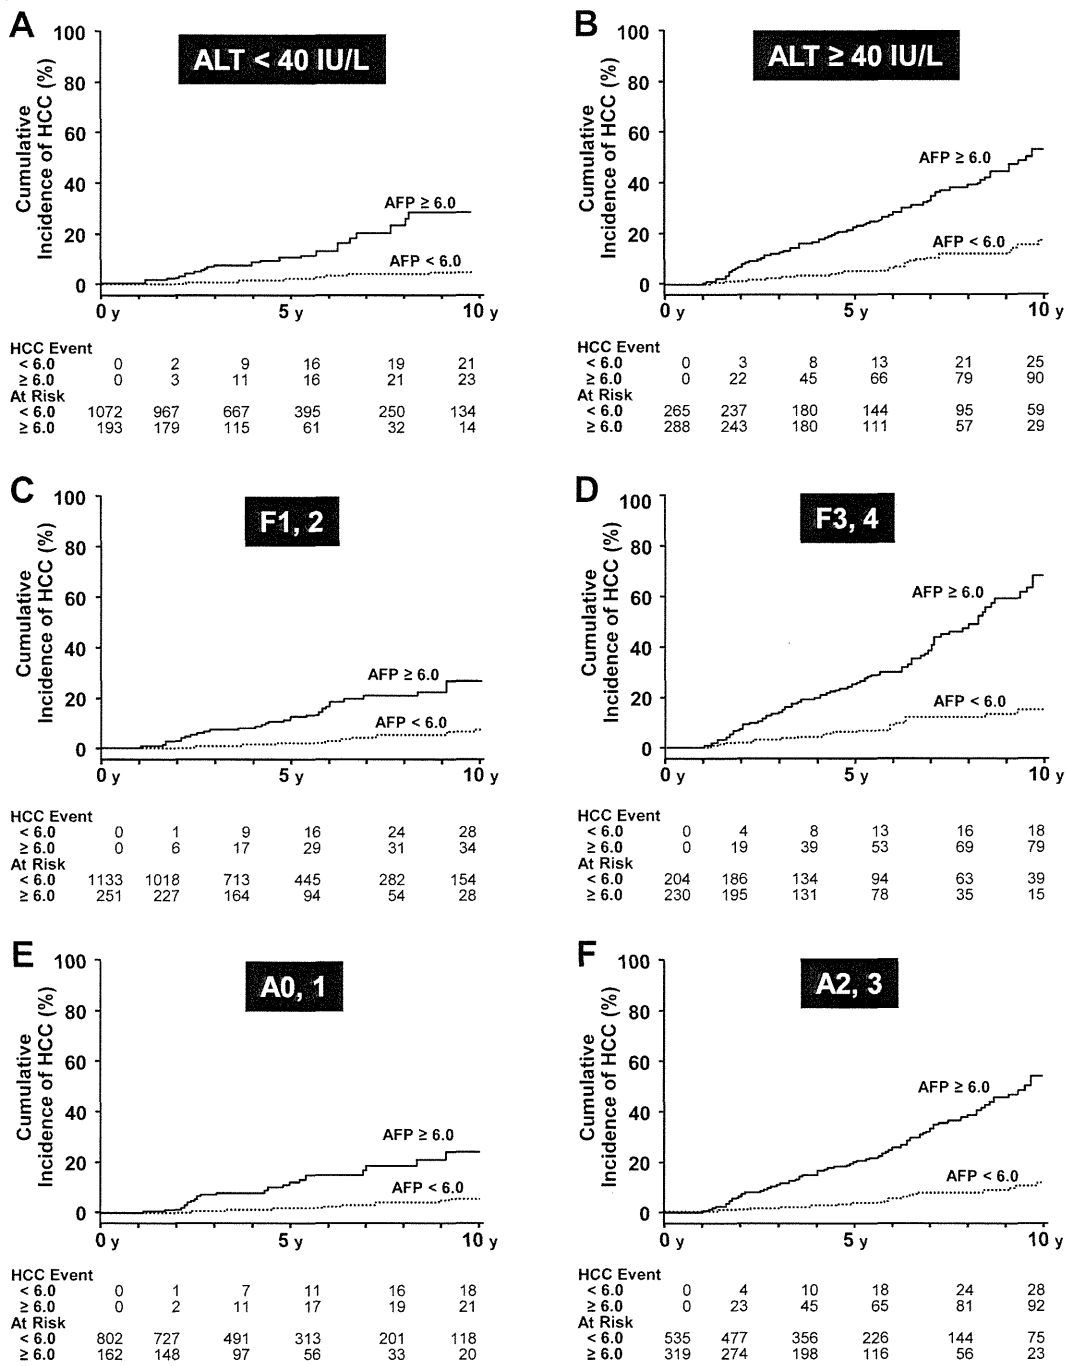 A
ALT < 40 IU/L
Cumulative
Incidence of HCC (%)
100
80
60
40
20
0
AFP ≥ 6.0
AFP < 6.0
0 y
5 y
10 y
HCC Event
< 6.0 0 2 9 16 19 21
≥ 6.0 0 3 11 16 21 23
At Risk
< 6.0 1072 967 667 395 250 134
≥ 6.0 193 179 115 61 32 14
B
ALT ≥ 40 IU/L
Cumulative
Incidence of HCC (%)
100
80
60
40
20
0
AFP ≥ 6.0
AFP < 6.0
0 y
5 y
10 y
HCC Event
< 6.0 0 3 8 13 21 25
≥ 6.0 0 22 45 66 79 90
At Risk
< 6.0 265 237 180 144 95 59
≥ 6.0 288 243 180 111 57 29
C
F1, 2
Cumulative
Incidence of HCC (%)
100
80
60
40
20
0
AFP ≥ 6.0
AFP < 6.0
0 y
5 y
10 y
HCC Event
< 6.0 0 1 9 16 24 28
≥ 6.0 0 6 17 29 31 34
At Risk
< 6.0 1133 1018 713 445 282 154
≥ 6.0 251 227 164 94 54 28
D
F3, 4
Cumulative
Incidence of HCC (%)
100
80
60
40
20
0
AFP ≥ 6.0
AFP < 6.0
0 y
5 y
10 y
HCC Event
< 6.0 0 4 8 13 16 18
≥ 6.0 0 19 39 53 69 79
At Risk
< 6.0 204 186 134 94 63 39
≥ 6.0 230 195 131 78 35 15
E
A0, 1
Cumulative
Incidence of HCC (%)
100
80
60
40
20
0
AFP ≥ 6.0
AFP < 6.0
0 y
5 y
10 y
HCC Event
< 6.0 0 1 7 11 16 18
≥ 6.0 0 2 11 17 19 21
At Risk
< 6.0 802 727 491 313 201 118
≥ 6.0 162 148 97 56 33 20
F
A2, 3
Cumulative
Incidence of HCC (%)
100
80
60
40
20
0
AFP ≥ 6.0
AFP < 6.0
0 y
5 y
10 y
HCC Event
< 6.0 0 4 10 18 24 28
≥ 6.0 0 23 45 65 81 92
At Risk
< 6.0 535 477 356 226 144 75
≥ 6.0 319 274 198 116 56 23